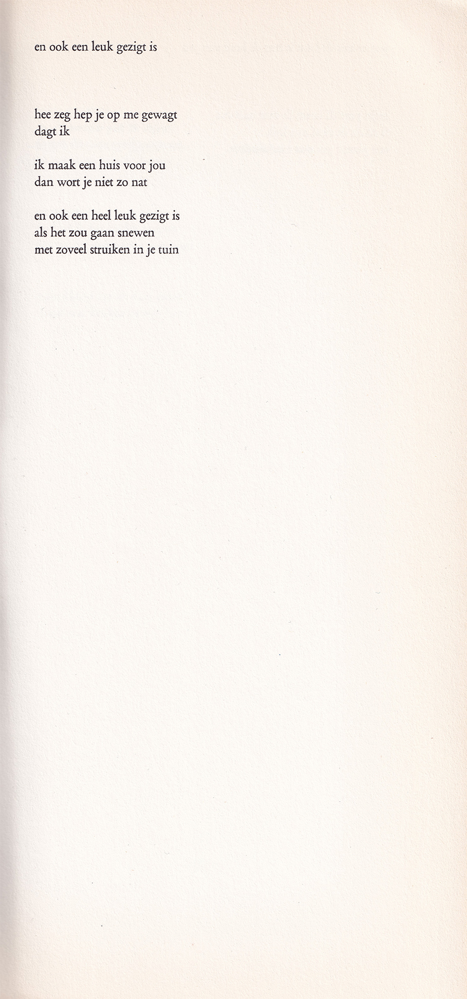 en ook een leuk gezigt is
hee zeg hep je op me gewagt
dagt ik
ik maak een huis voor jou
dan wort je niet zo nat
en ook een heel leuk gezigt is
als het zou gaan snewen
met zoveel struiken in je tuin